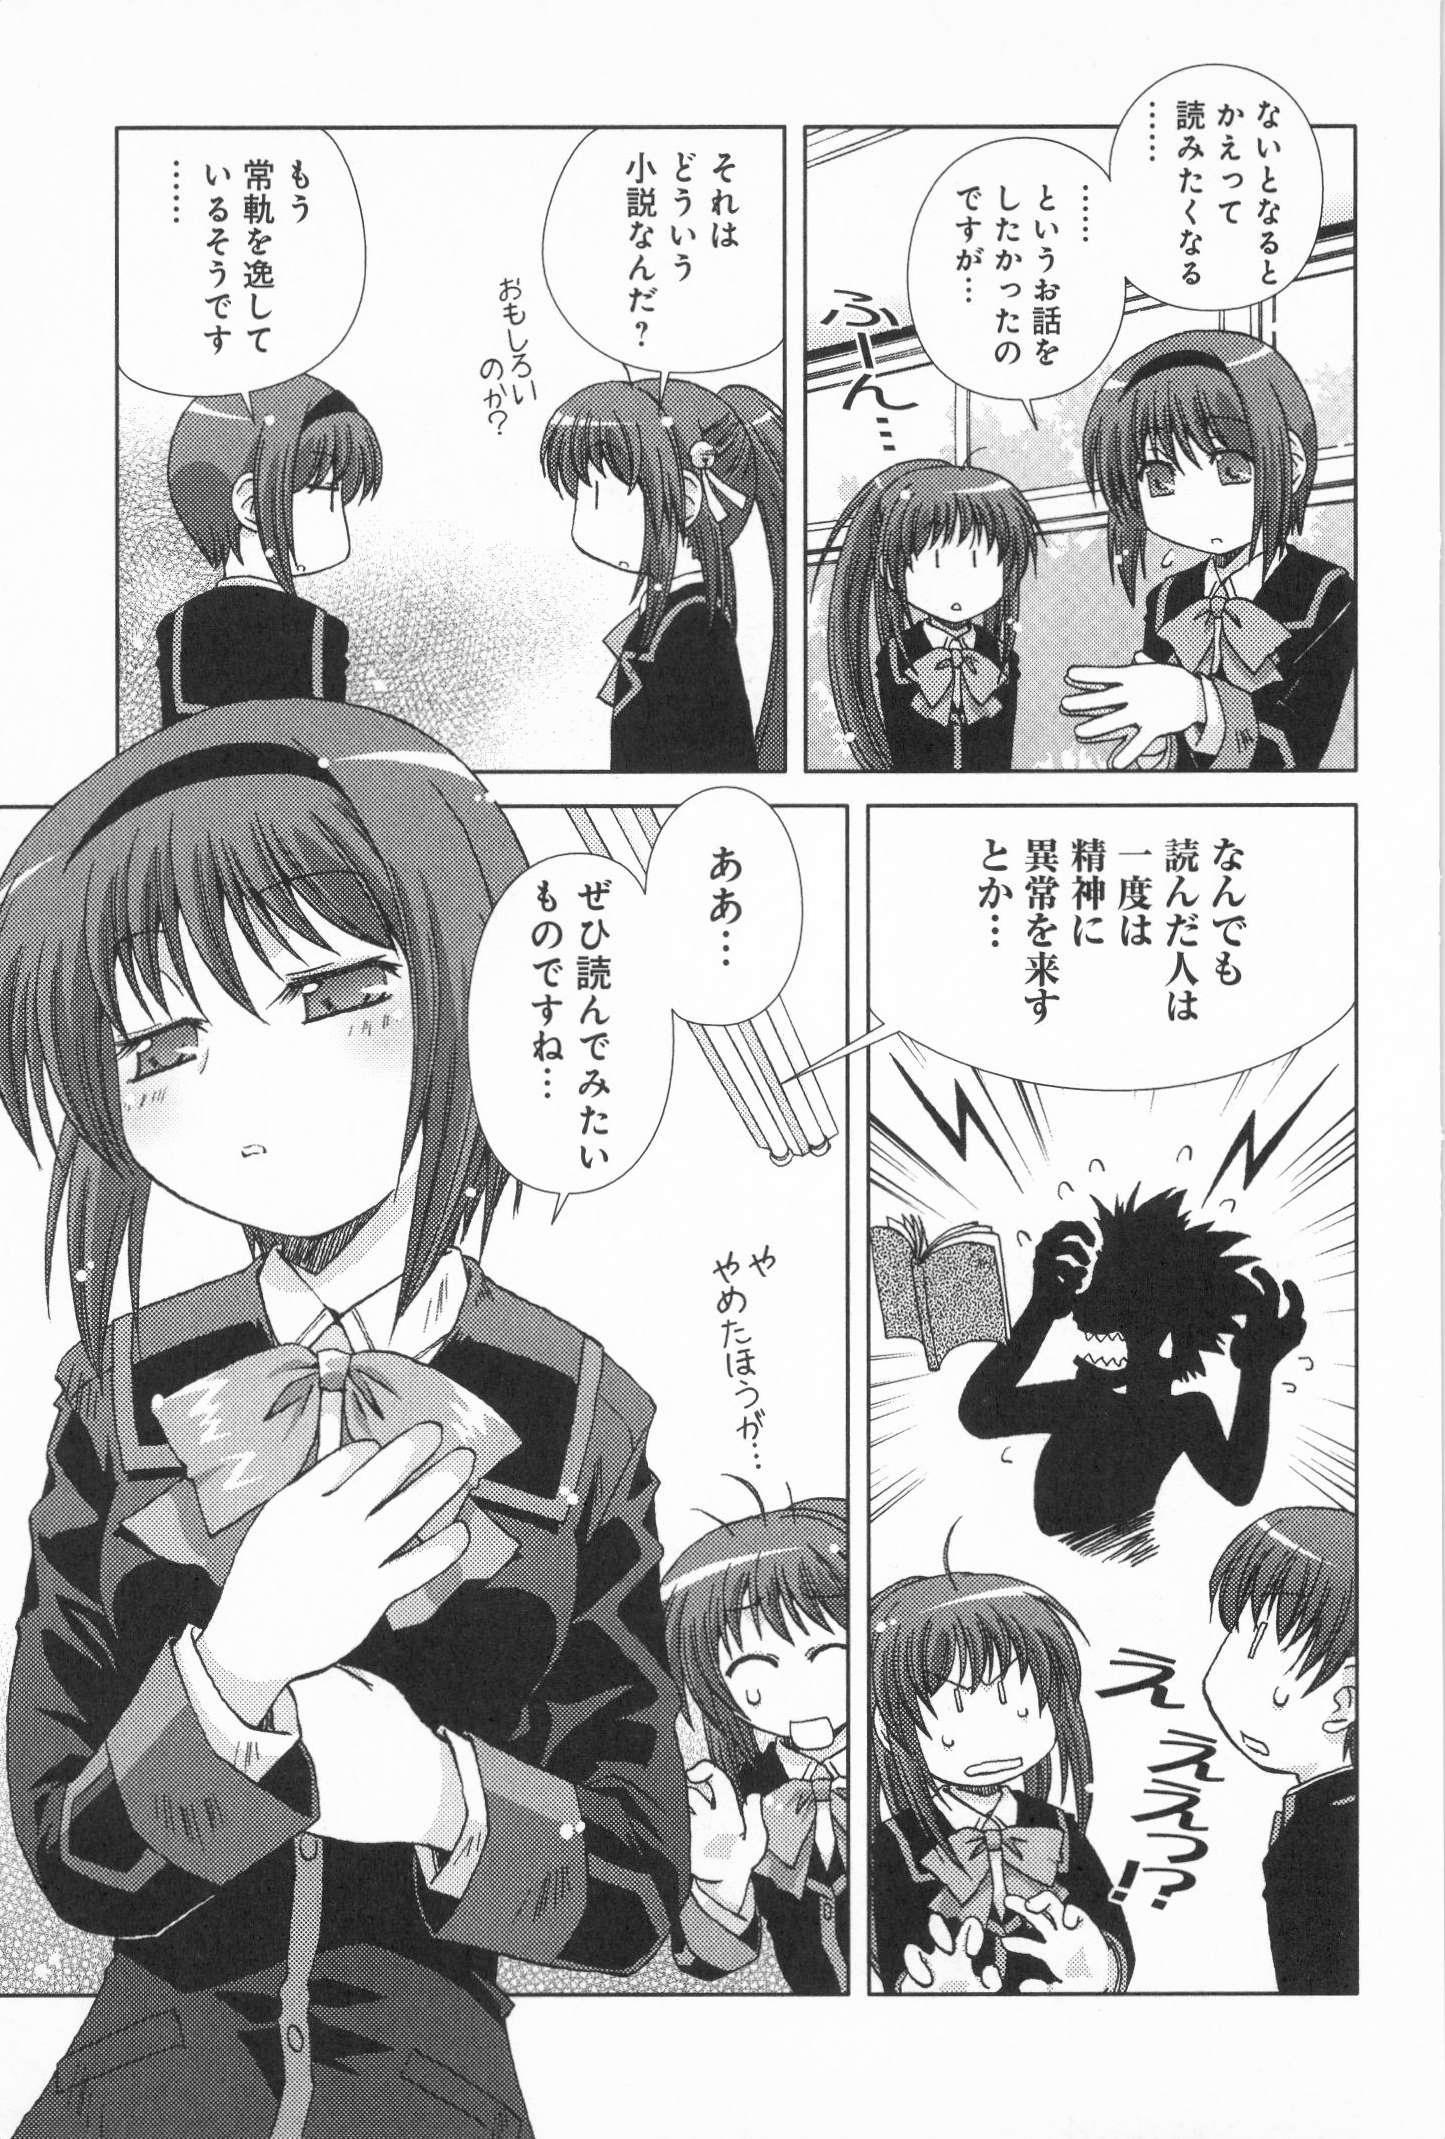 ないとなると
かえって
読みたくなる
……
……
というお話を
したかったの
ですが…
ふーん…
それは
どういう
小説なんだ?
おもしろい
のか?
もう
常軌を逸して
いるそうです
……
なんでも
読んだ人は
一度は
精神に
異常を来す
とか…
え
えええっ!?
ああ…
ぜひ読んでみたい
ものですね…
や
やめたほうが…